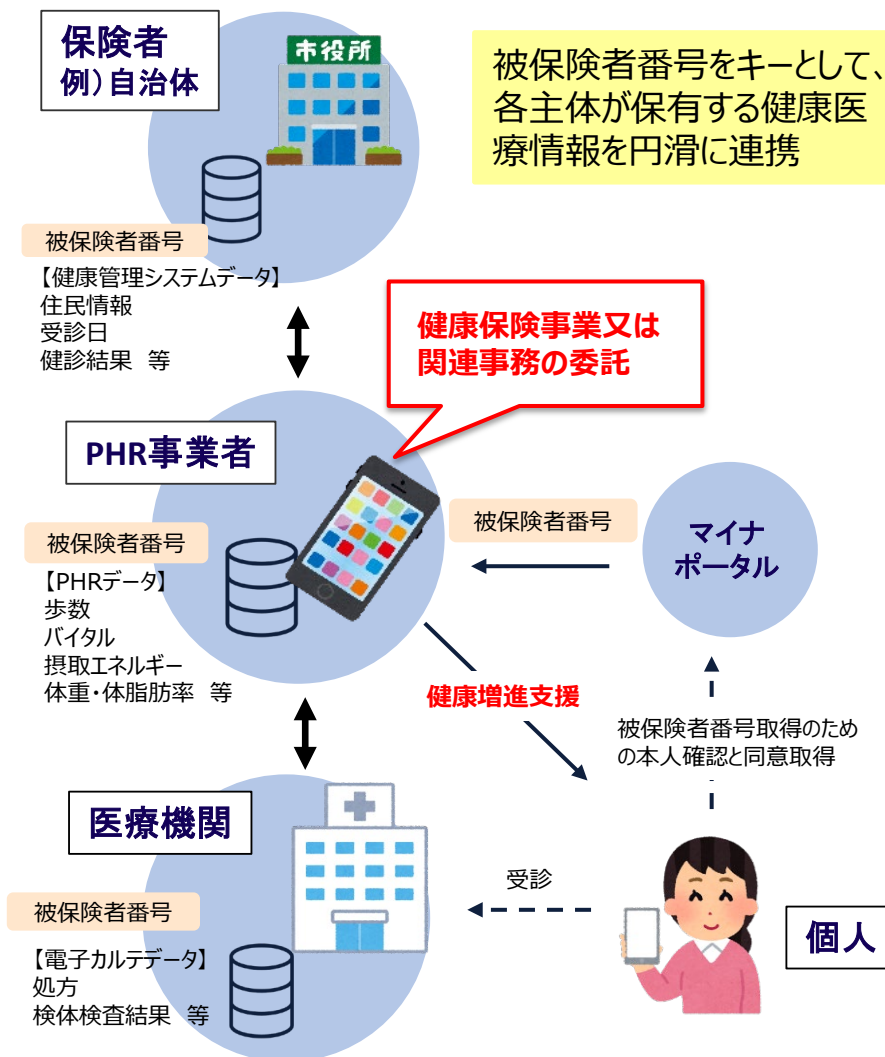 保険者
例）自治体
市役所
被保険者番号をキーとして、
各主体が保有する健康医
療情報を円滑に連携
被保険者番号
【健康管理システムデータ】
住民情報
受診日
健診結果　等
健康保険事業又は
関連事務の委託
PHR事業者
被保険者番号
マイナ
ポータル
被保険者番号
【PHRデータ】
歩数
バイタル
摂取エネルギー
体重・体脂肪率　等
健康増進支援
被保険者番号取得のため
の本人確認と同意取得
医療機関
受診
被保険者番号
個人
【電子カルテデータ】
処方
検体検査結果　等